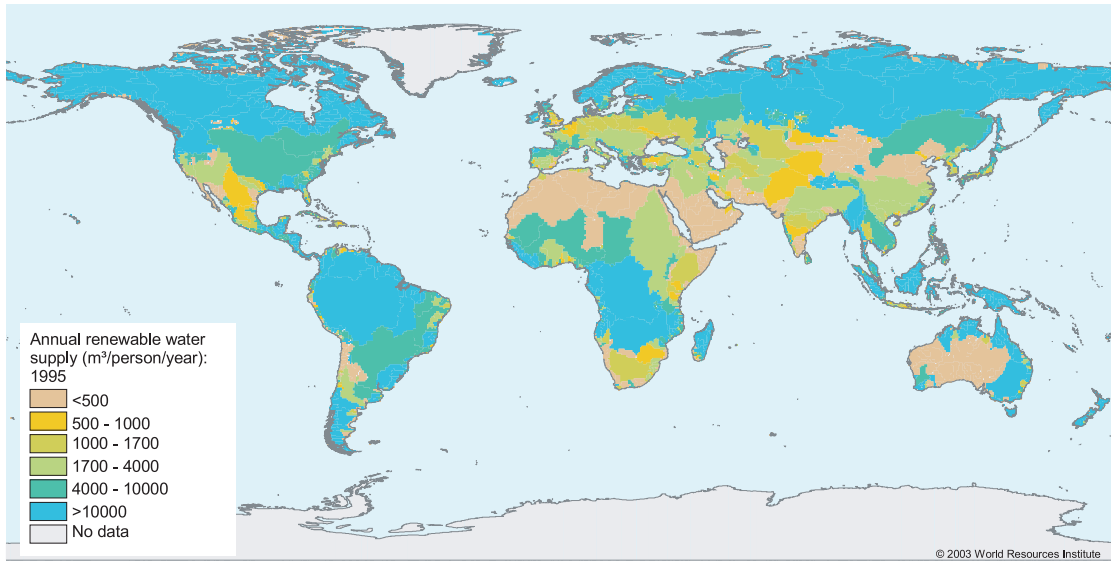 Annual renewable water
supply (m³/person/year):
1995
<500
500 - 1000
1000 - 1700
1700 - 4000
4000 - 10000
>10000
No data
© 2003 World Resources Institute